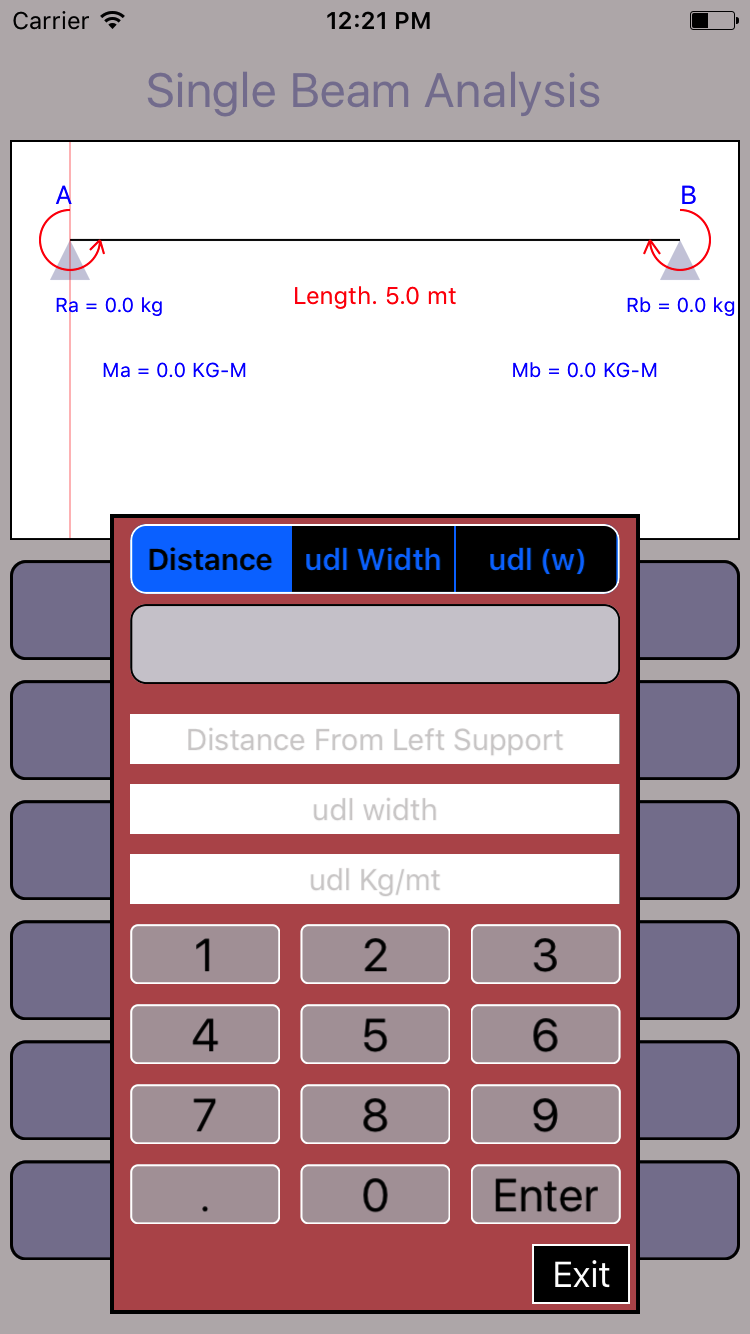 Carrier 12:21 PM
Single Beam Analysis
A B
Length. 5.0 mt
Ra = 0.0 kg Rb = 0.0 kg
Ma = 0.0 KG-M Mb = 0.0 KG-M
Distance udl Width udl (w)
Distance From Left Support
udl width
udl Kg/mt
1 2 3
4 5 6
7 8 9
. 0 Enter
Exit